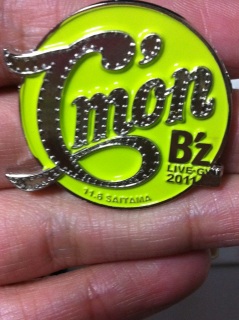 C'mon
B'z
LIVE-GYM
2011
11.6 SAITAMA